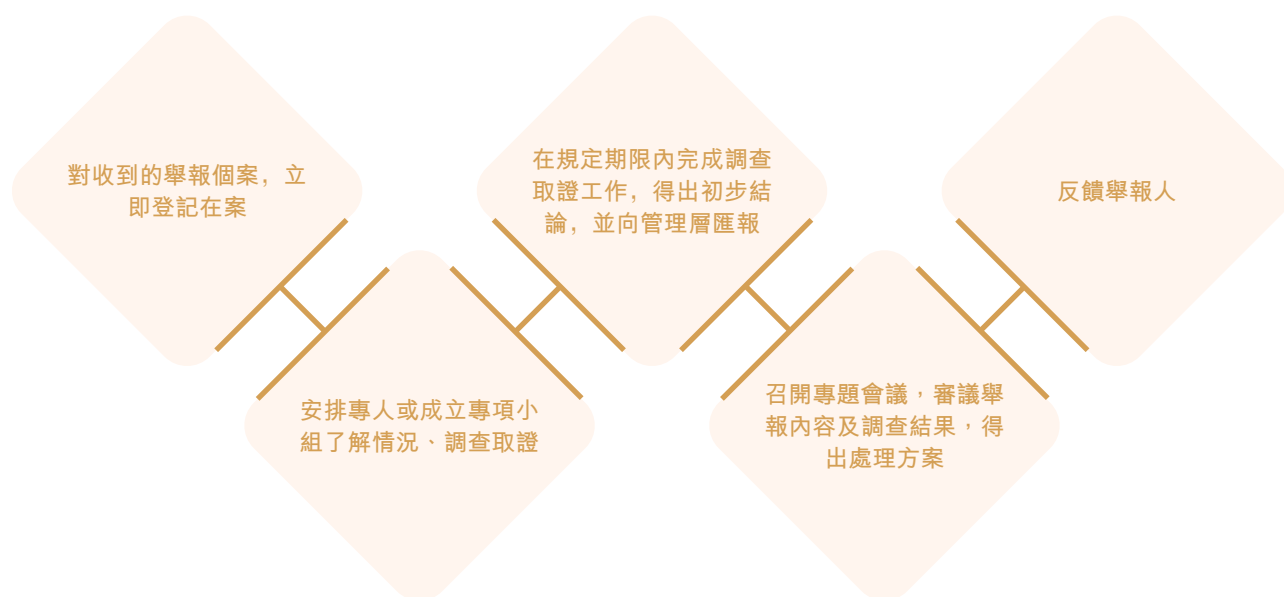 對收到的舉報個案，立
即登記在案
安排專人或成立專項小
組了解情況、調查取證
在規定期限內完成調查
取證工作，得出初步結
論，並向管理層匯報
召開專題會議，審議舉
報內容及調查結果，得
出處理方案
反饋舉報人